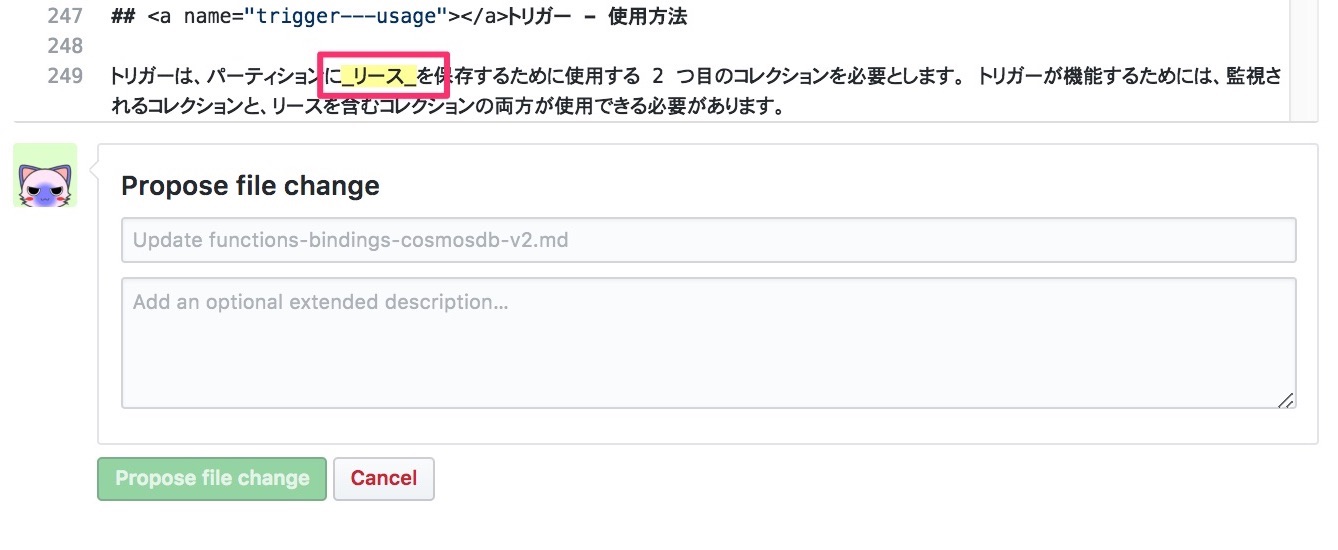 247 ## <a name="trigger---usage"></a>トリガー - 使用方法
248
249 トリガーは、パーティションに_リース_を保存するために使用する 2 つ目のコレクションを必要とします。 トリガーが機能するためには、監視さ
れるコレクションと、リースを含むコレクションの両方が使用できる必要があります。
Propose file change
Update functions-bindings-cosmosdb-v2.md
Add an optional extended description...
Propose file change Cancel